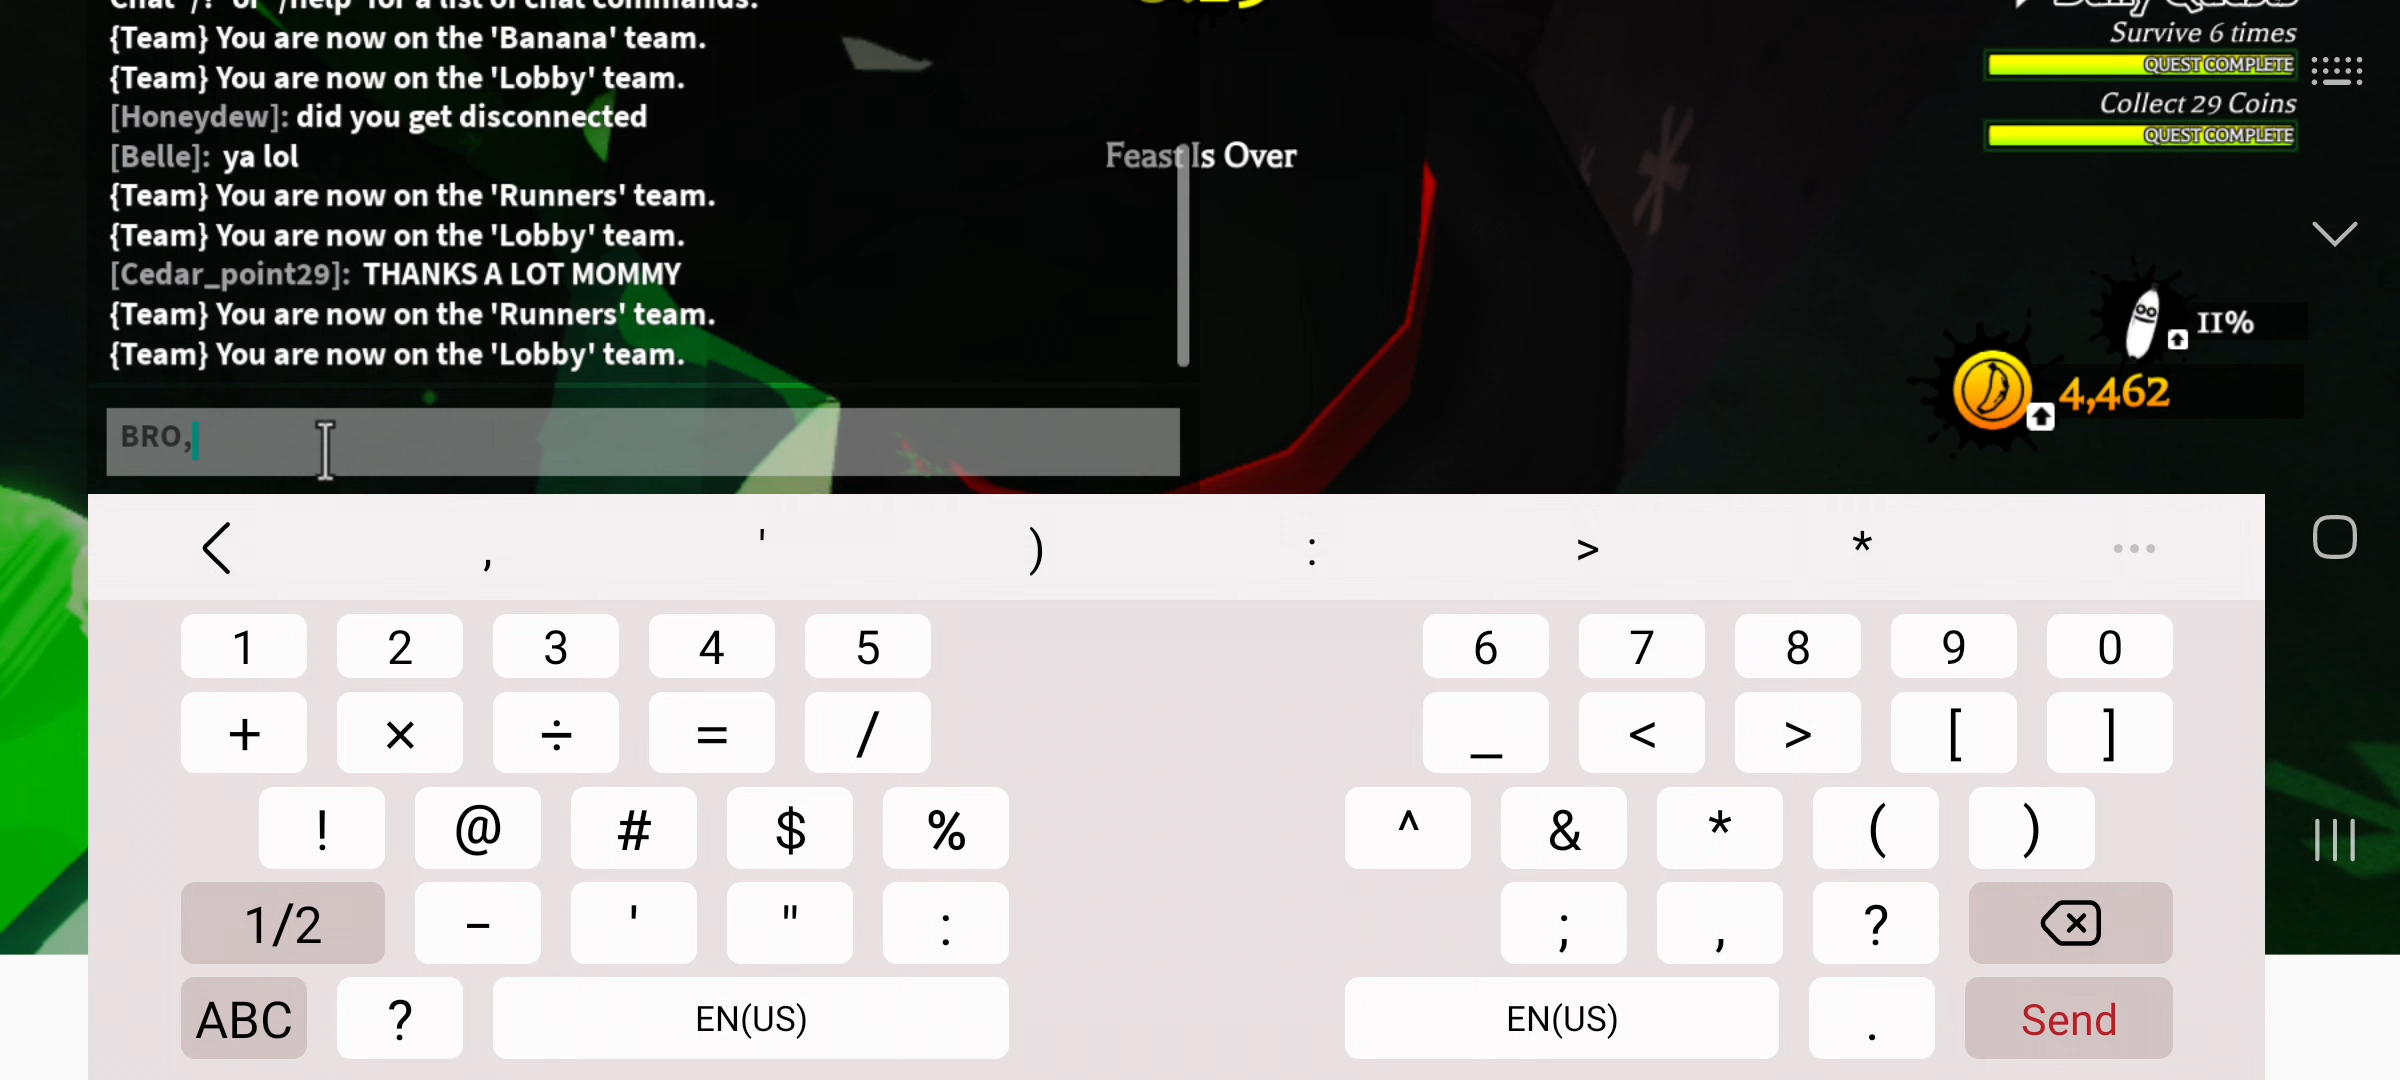 {Team} You are now on the 'Banana' team.
{Team} You are now on the 'Lobby' team.
[Honeydew]: did you get disconnected
[Belle]: ya lol
{Team} You are now on the 'Runners' team.
{Team} You are now on the 'Lobby' team.
[Cedar_point29]: THANKS A LOT MOMMY
{Team} You are now on the 'Runners' team.
{Team} You are now on the 'Lobby' team.
BRO,
Feast Is Over
Survive 6 times
QUEST COMPLETE
Collect 29 Coins
QUEST COMPLETE
11%
4,462
, ' ) : > *
1 2 3 4 5 6 7 8 9 0
+ × ÷ = / _ < > [ ]
! @ # $ % ^ & * ( )
1/2 - ' " : ; , ?
ABC ? EN(US) EN(US) . Send